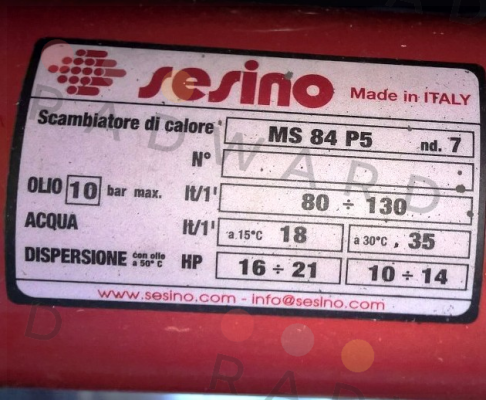 sesino Made in ITALY
Scambiatore di calore MS 84 P5 nd. 7
N°
OLIO 10 bar max. lt/1' 80 ÷ 130
ACQUA lt/1' a 15°C 18 a 30°C 35
DISPERSIONE con olio a 50°C HP 16 ÷ 21 10 ÷ 14
www.sesino.com - info@sesino.com
RADWARD